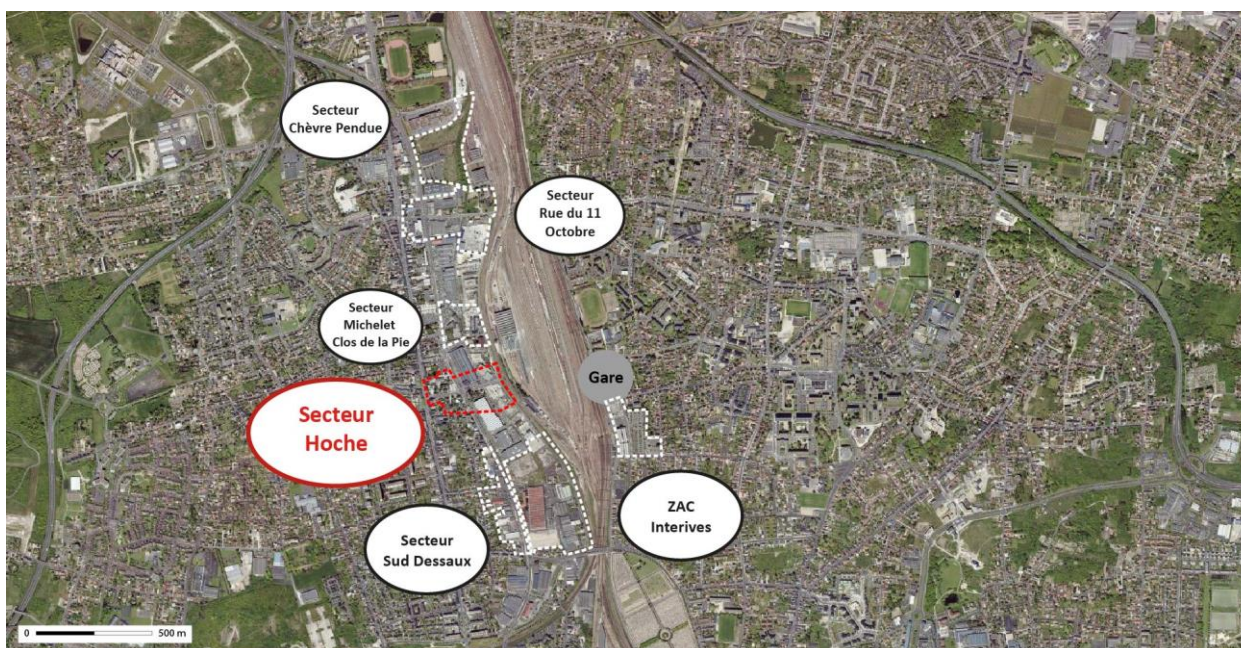 Secteur
Chèvre Pendue
Secteur
Rue du 11
Octobre
Secteur
Michelet
Clos de la Pie
Gare
Secteur
Hoche
ZAC
Interives
Secteur
Sud Dessaux
0 500 m